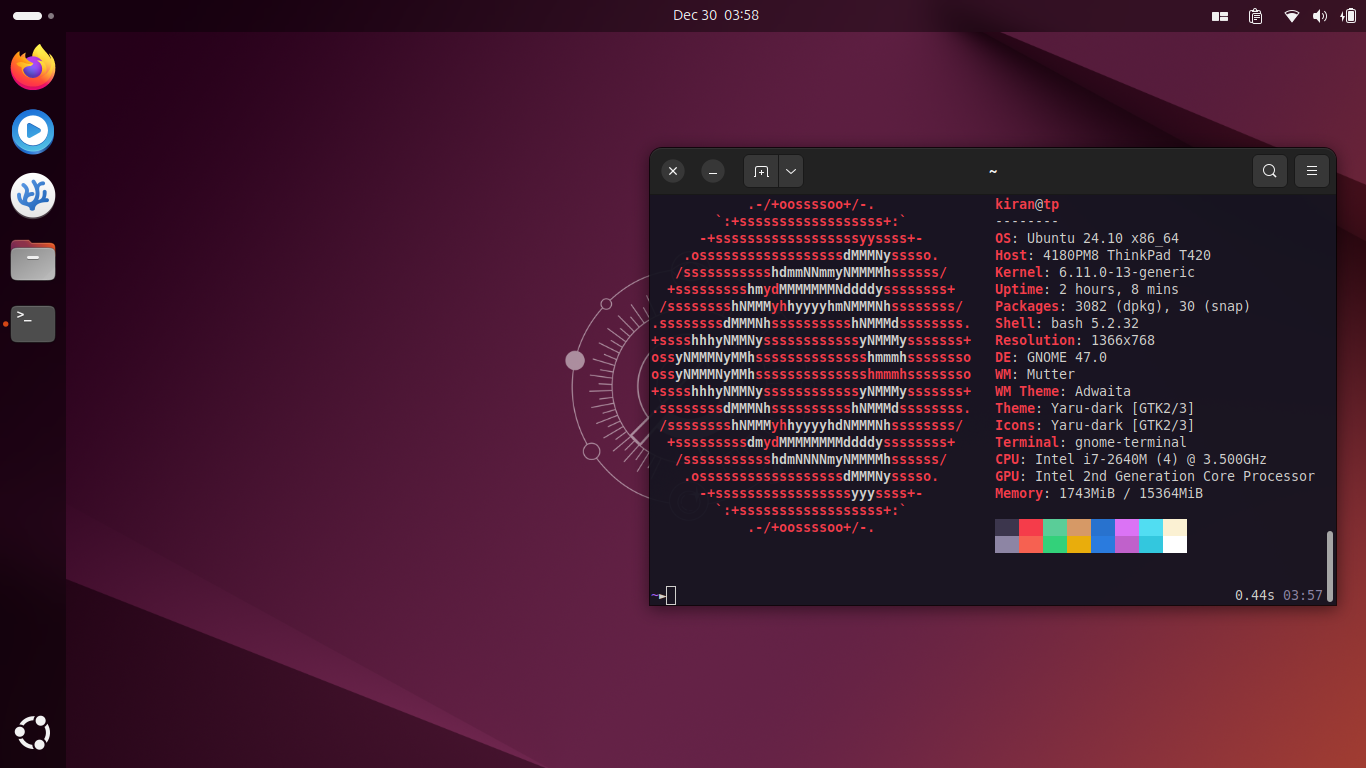 Dec 30 03:58
~
.-/+oossssoo+/-.
`:+ssssssssssssssssss+:`
-+ssssssssssssssssssyyssss+-
.ossssssssssssssssssdMMMNysssso.
/ssssssssssshdmmNNmmyNMMMMhssssss/
+ssssssssshmydMMMMMMMNddddyssssssss+
/sssssssshNMMMyhhyyyyhmNMMMNhssssssss/
.ssssssssdMMMNhsssssssssshNMMMdssssssss.
+sssshhhyNMMNyssssssssssssyNMMMysssssss+
ossyNMMMNyMMhsssssssssssssshmmmhssssssso
ossyNMMMNyMMhsssssssssssssshmmmhssssssso
+sssshhhyNMMNyssssssssssssyNMMMysssssss+
.ssssssssdMMMNhsssssssssshNMMMdssssssss.
/sssssssshNMMMyhhyyyyhdNMMMNhssssssss/
+sssssssssdmydMMMMMMMMddddyssssssss+
/ssssssssssshdmNNNNmyNMMMMhssssss/
.ossssssssssssssssssdMMMNysssso.
-+sssssssssssssssssyyyssss+-
`:+ssssssssssssssssss+:`
.-/+oossssoo+/-.
kiran@tp
--------
OS: Ubuntu 24.10 x86_64
Host: 4180PM8 ThinkPad T420
Kernel: 6.11.0-13-generic
Uptime: 2 hours, 8 mins
Packages: 3082 (dpkg), 30 (snap)
Shell: bash 5.2.32
Resolution: 1366x768
DE: GNOME 47.0
WM: Mutter
WM Theme: Adwaita
Theme: Yaru-dark [GTK2/3]
Icons: Yaru-dark [GTK2/3]
Terminal: gnome-terminal
CPU: Intel i7-2640M (4) @ 3.500GHz
GPU: Intel 2nd Generation Core Processor
Memory: 1743MiB / 15364MiB
~► 0.44s 03:57